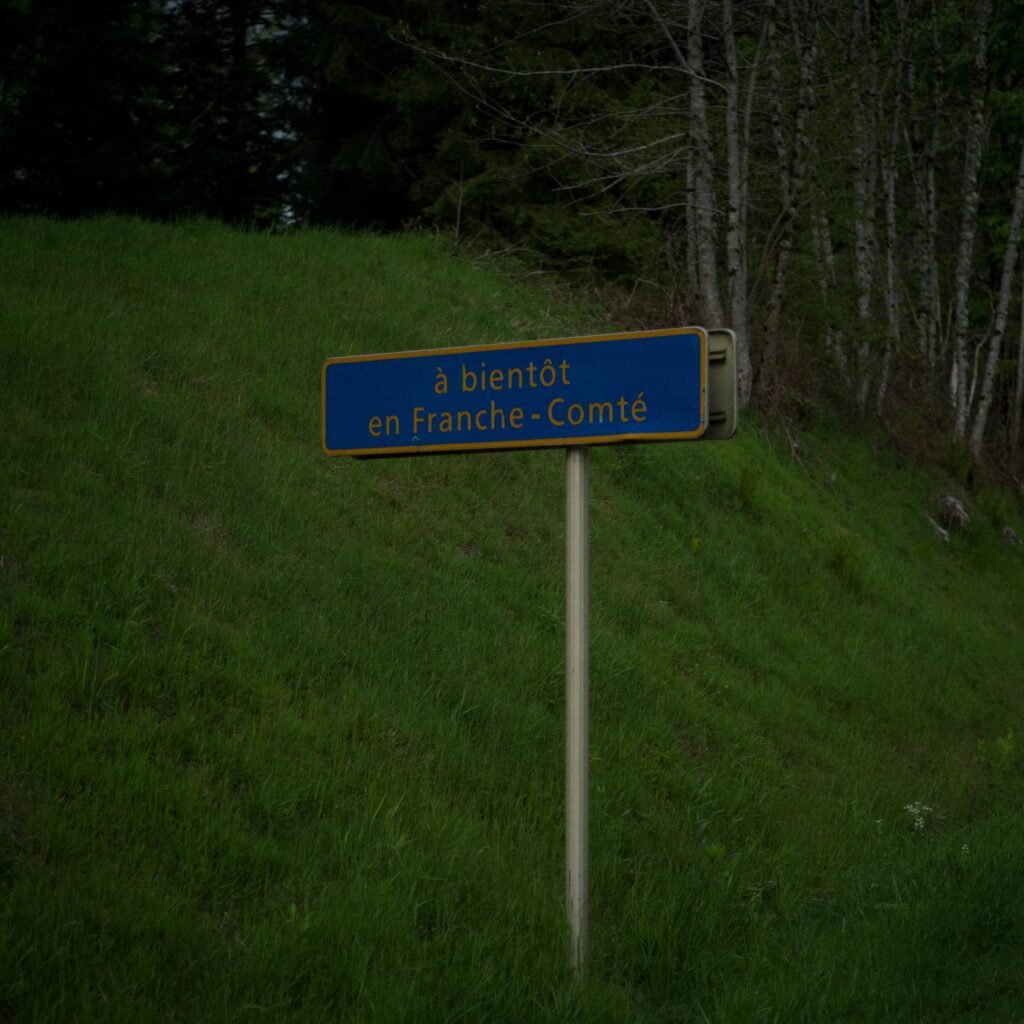 à bientôt
en Franche-Comté